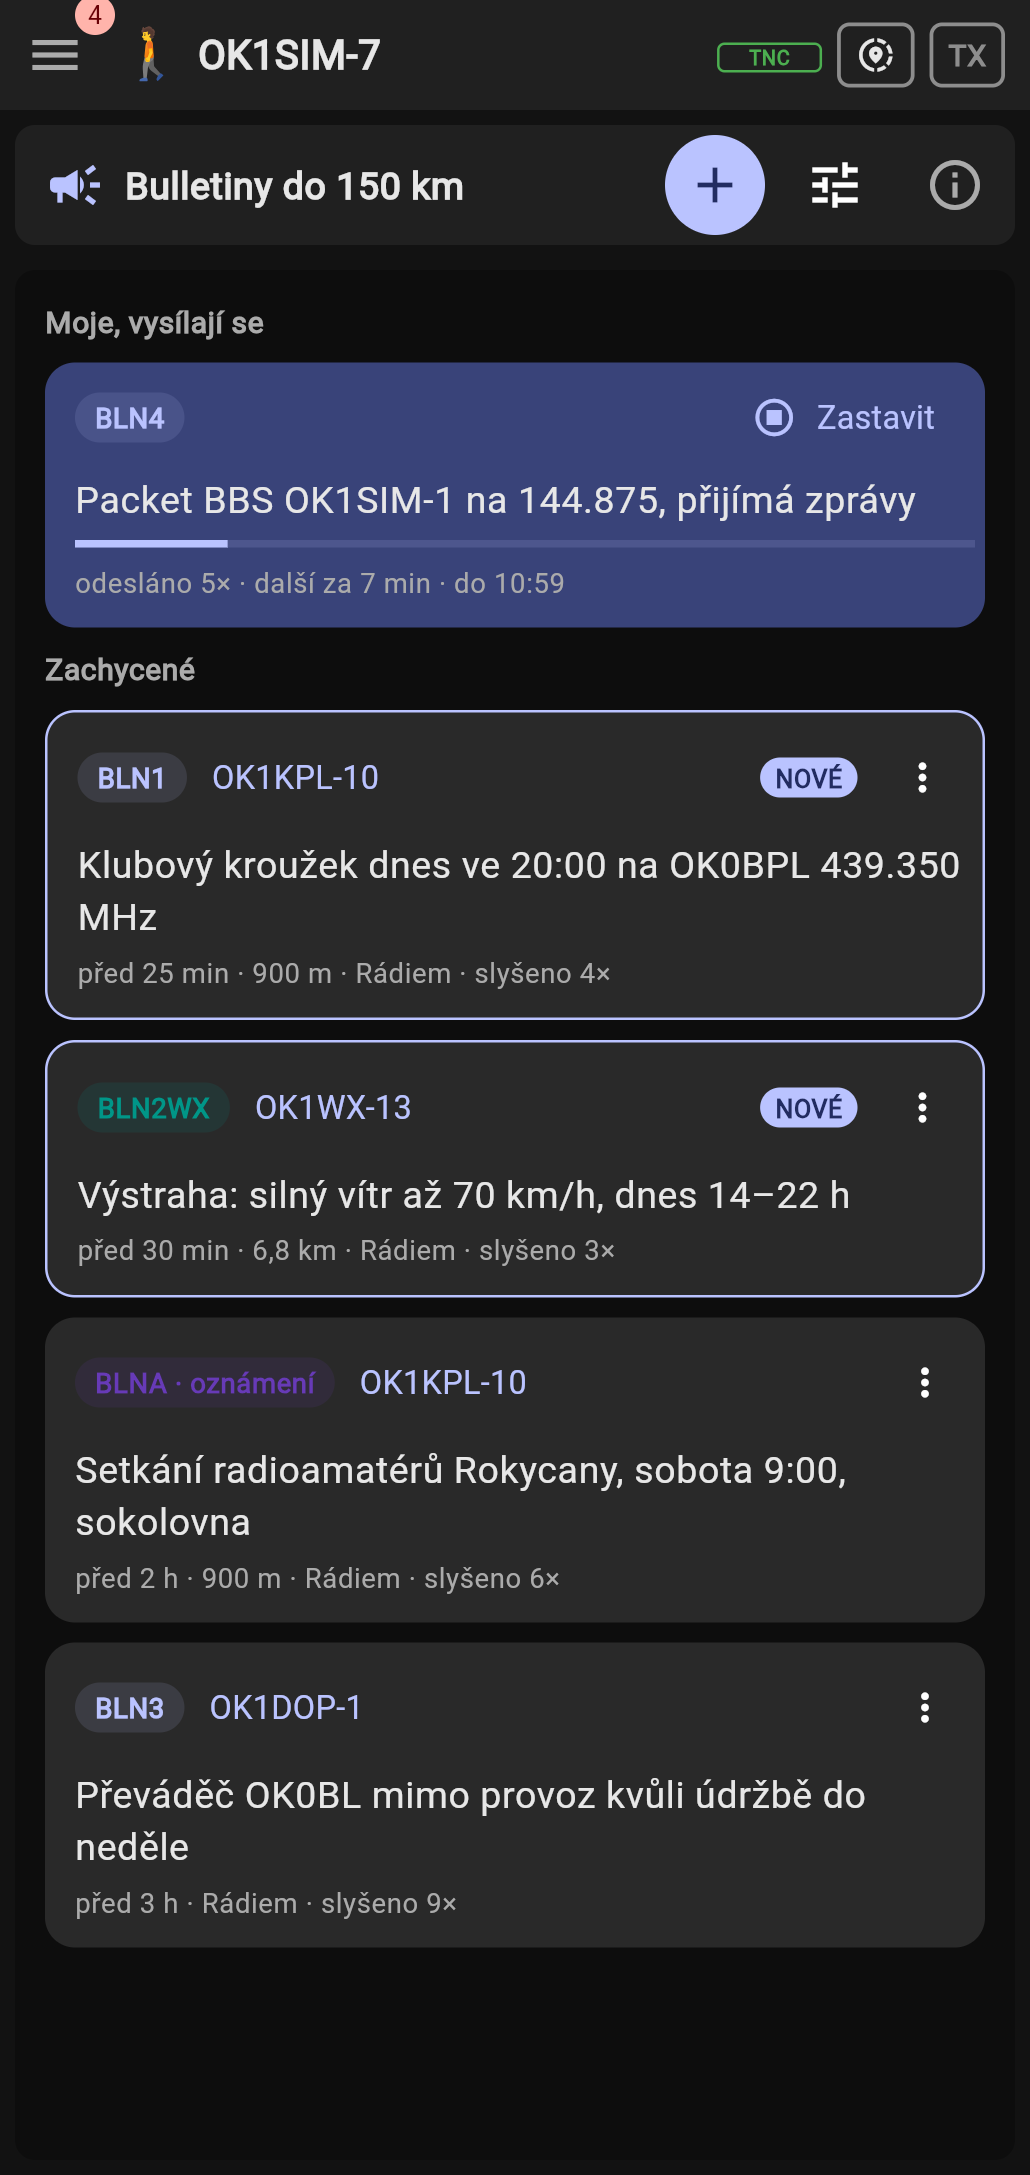 4
OK1SIM-7
TNC
TX
Bulletiny do 150 km
Moje, vysílají se
BLN4
Zastavit
Packet BBS OK1SIM-1 na 144.875, přijímá zprávy
odesláno 5× · další za 7 min · do 10:59
Zachycené
BLN1 OK1KPL-10 NOVÉ
Klubový kroužek dnes ve 20:00 na OK0BPL 439.350
MHz
před 25 min · 900 m · Rádiem · slyšeno 4×
BLN2WX OK1WX-13 NOVÉ
Výstraha: silný vítr až 70 km/h, dnes 14–22 h
před 30 min · 6,8 km · Rádiem · slyšeno 3×
BLNA · oznámení OK1KPL-10
Setkání radioamatérů Rokycany, sobota 9:00,
sokolovna
před 2 h · 900 m · Rádiem · slyšeno 6×
BLN3 OK1DOP-1
Převáděč OK0BL mimo provoz kvůli údržbě do
neděle
před 3 h · Rádiem · slyšeno 9×